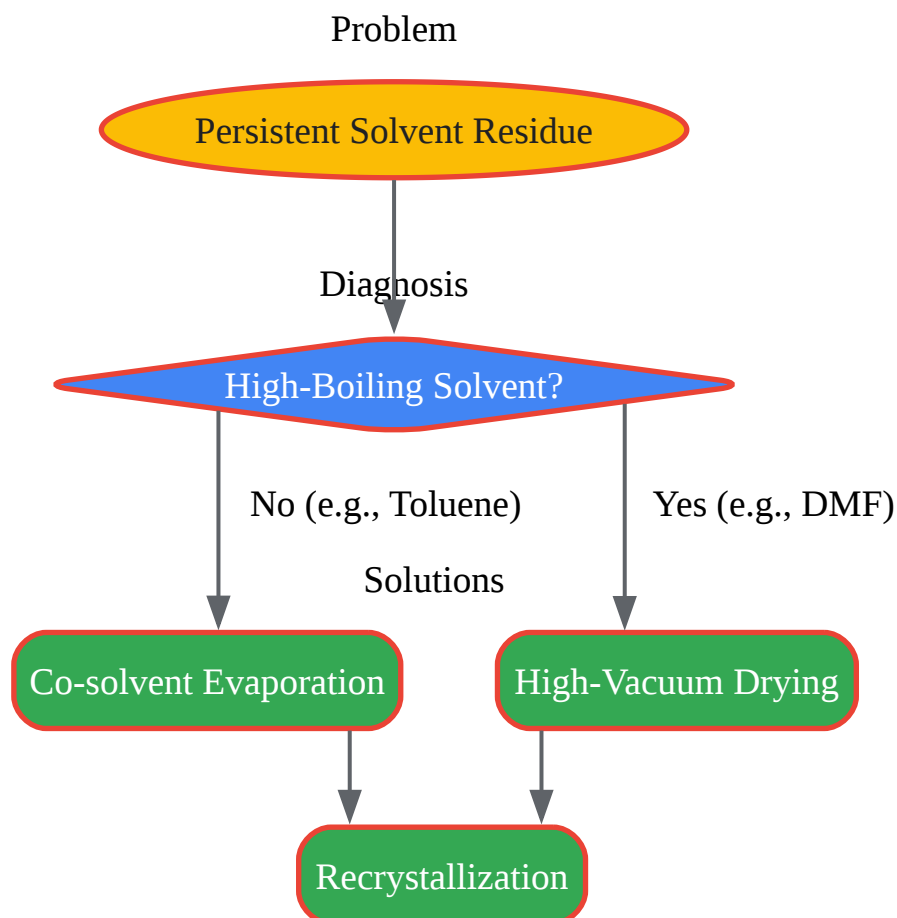 Problem
Persistent Solvent Residue
Diagnosis
High-Boiling Solvent?
No (e.g., Toluene)
Yes (e.g., DMF)
Solutions
Co-solvent Evaporation
High-Vacuum Drying
Recrystallization